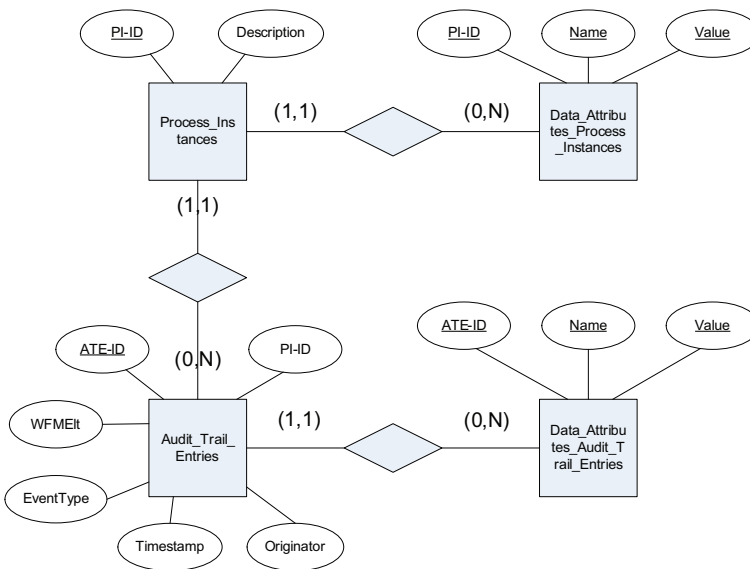 PI-ID
Description
PI-ID
Name
Value
Process_Ins
tances
(1,1)
(0,N)
Data_Attribu
tes_Process
_Instances
(1,1)
ATE-ID
(0,N)
PI-ID
ATE-ID
Name
Value
WFMElt
Audit_Trail_
Entries
(1,1)
(0,N)
Data_Attribu
tes_Audit_T
rail_Entries
EventType
Timestamp
Originator